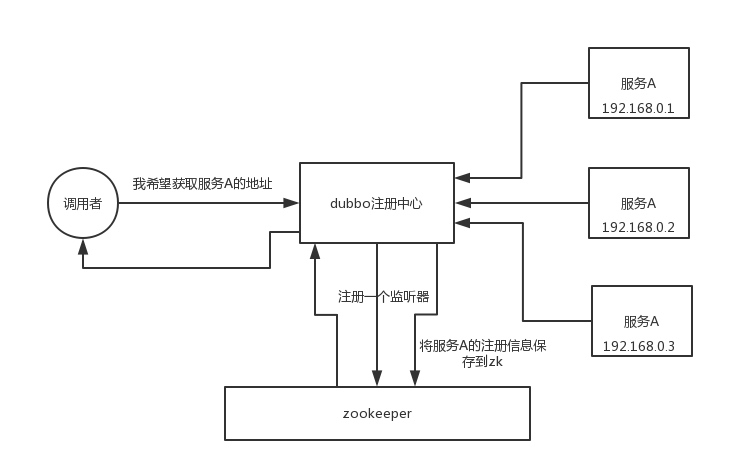 服务A
192.168.0.1
我希望获取服务A的地址
调用者
dubbo注册中心
服务A
192.168.0.2
注册一个监听器
服务A
192.168.0.3
将服务A的注册信息保
存到zk
zookeeper